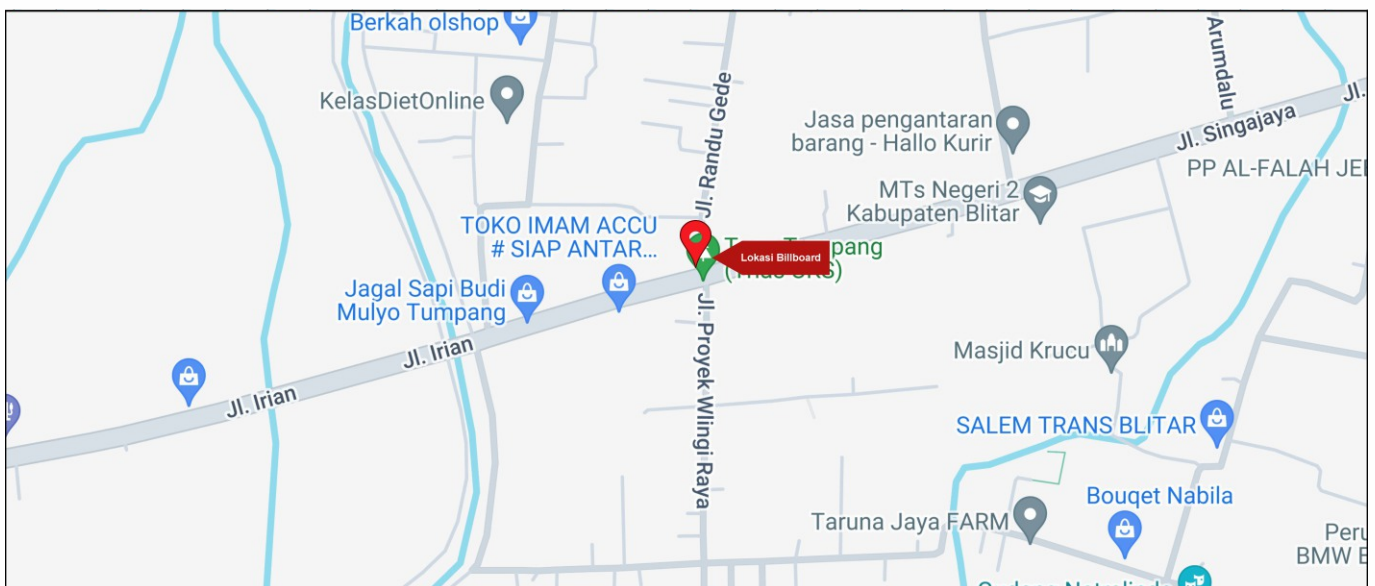 Berkah olshop
KelasDietOnline
Jl. Randu Gede
Jasa pengantaran
barang - Hallo Kurir
Arumdalu
Jl. Singajaya
Jl.
PP AL-FALAH JE
MTs Negeri 2
Kabupaten Blitar
TOKO IMAM ACCU
# SIAP ANTAR...
Lokasi Billboard
pang
Jagal Sapi Budi
Mulyo Tumpang
Jl. Irian
Jl. Irian
Jl. Proyek Wlingi Raya
Masjid Krucu
SALEM TRANS BLITAR
Taruna Jaya FARM
Bouqet Nabila
Peru
BMW